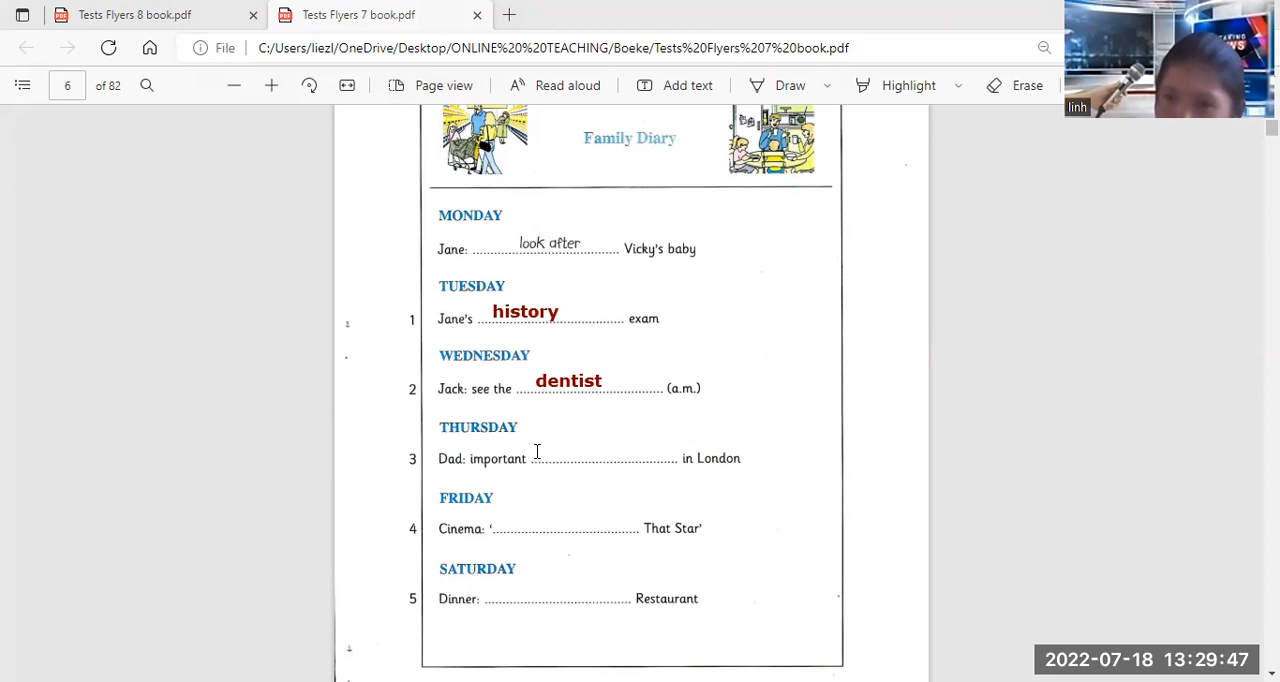 Tests Flyers 8 book.pdf
Tests Flyers 7 book.pdf
File C:/Users/liezl/OneDrive/Desktop/ONLINE%20%20TEACHING/Boeke/Tests%20Flyers%207%20book.pdf
6 of 82 Page view Read aloud Add text Draw Highlight Erase
linh
Family Diary
MONDAY
Jane: look after Vicky's baby
TUESDAY
1 Jane's history exam
WEDNESDAY
2 Jack: see the dentist (a.m.)
THURSDAY
3 Dad: important ................................ in London
FRIDAY
4 Cinema: '................................ That Star'
SATURDAY
5 Dinner: ................................ Restaurant
2022-07-18 13:29:47